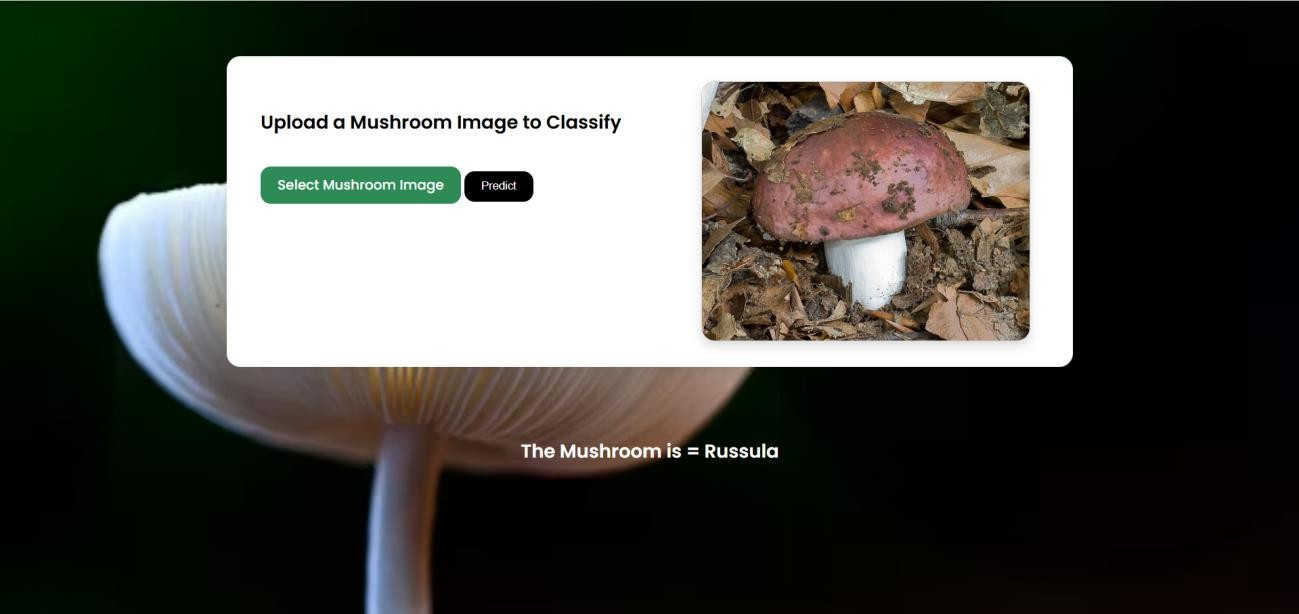 Upload a Mushroom Image to Classify
Select Mushroom Image
Predict
The Mushroom is = Russula